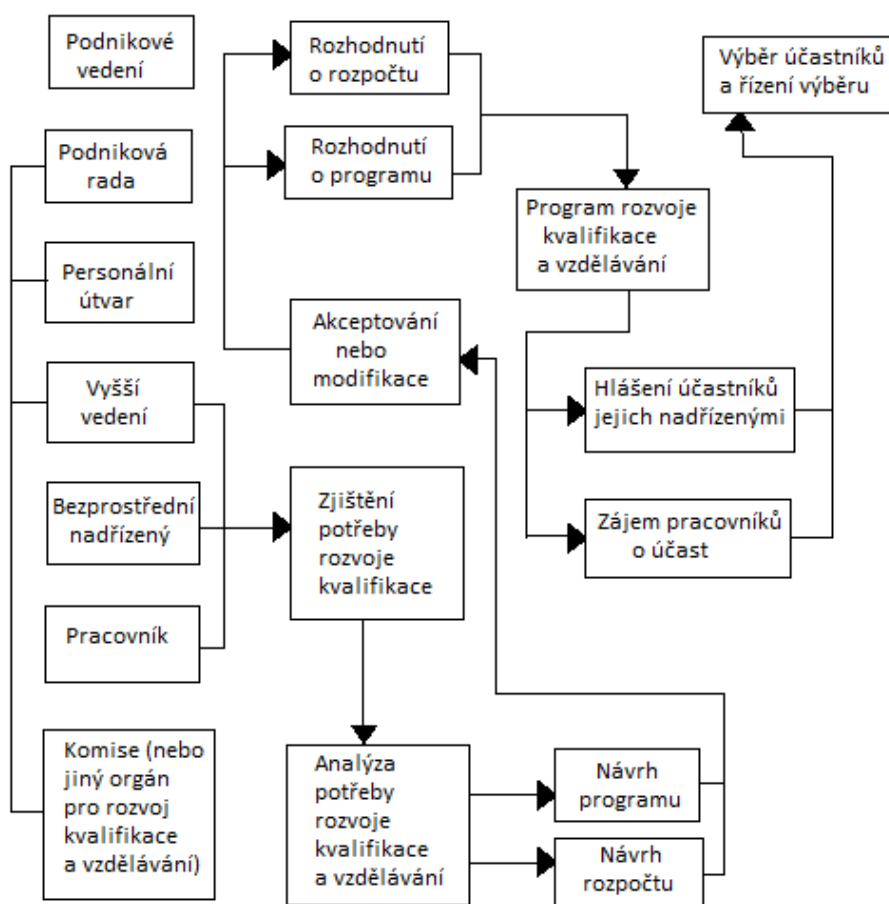 Podnikové
vedení
Rozhodnutí
o rozpočtu
Výběr účastníků
a řízení výběru
Podniková
rada
Rozhodnutí
o programu
Program rozvoje
kvalifikace
a vzdělávání
Personální
útvar
Akceptování
nebo
modifikace
Vyšší
vedení
Hlášení účastníků
jejich nadřízenými
Bezprostřední
nadřízený
Zjištění
potřeby
rozvoje
kvalifikace
Zájem pracovníků
o účast
Pracovník
Komise (nebo
jiný orgán
pro rozvoj
kvalifikace
a vzdělávání)
Analýza
potřeby
rozvoje
kvalifikace
a vzdělávání
Návrh
programu
Návrh
rozpočtu